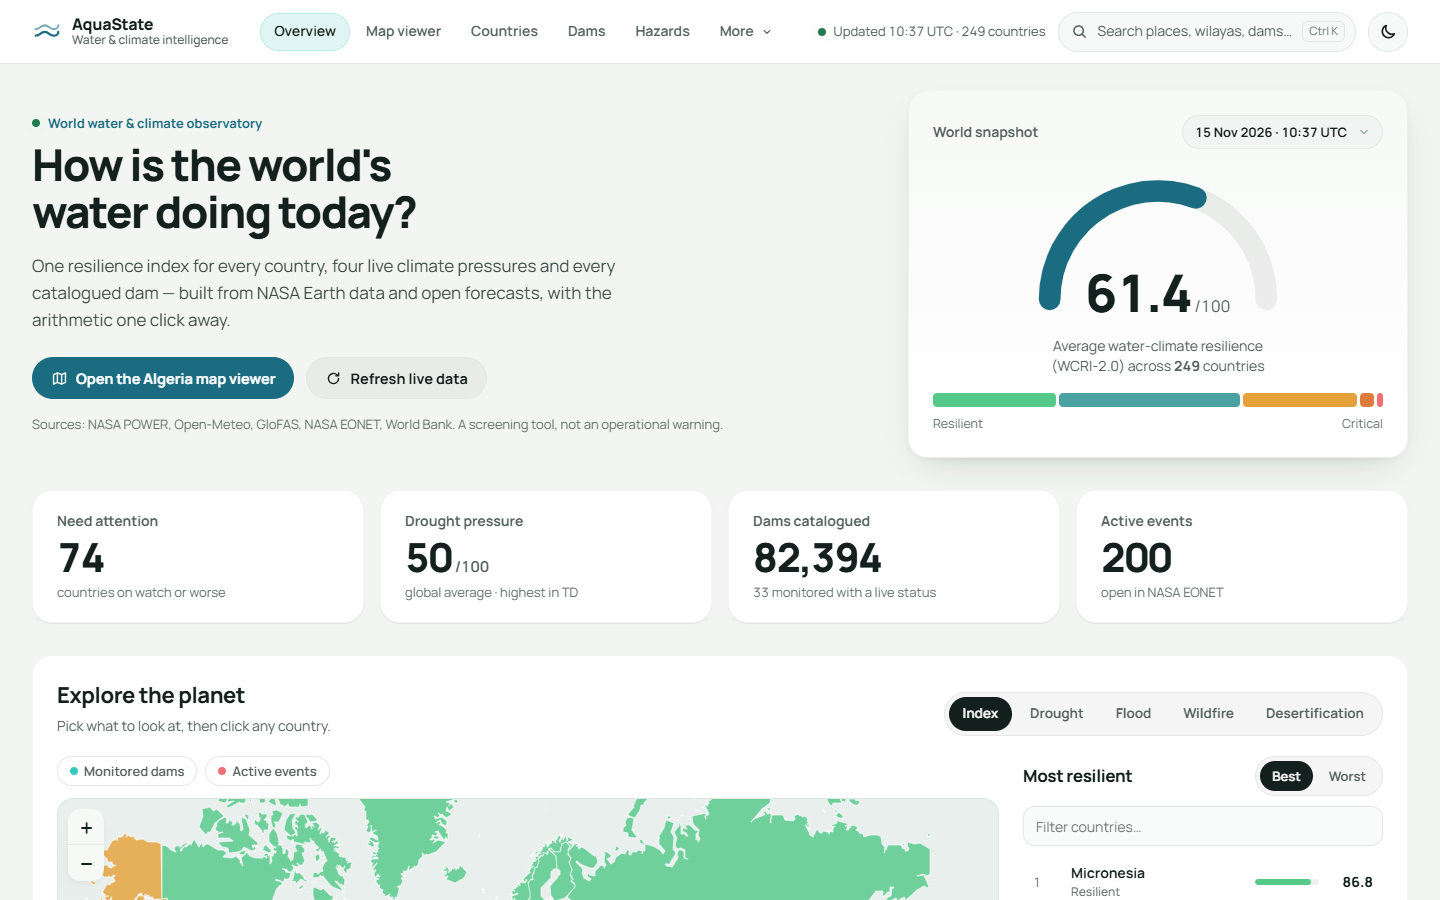 AquaState
Water & climate intelligence
Overview
Map viewer
Countries
Dams
Hazards
More
Updated 10:37 UTC · 249 countries
Search places, wilayas, dams...
Ctrl K
World water & climate observatory
How is the world's
water doing today?
One resilience index for every country, four live climate pressures and every
catalogued dam — built from NASA Earth data and open forecasts, with the
arithmetic one click away.
Open the Algeria map viewer
Refresh live data
Sources: NASA POWER, Open-Meteo, GloFAS, NASA EONET, World Bank. A screening tool, not an operational warning.
World snapshot
15 Nov 2026 · 10:37 UTC
61.4 /100
Average water-climate resilience
(WCRI-2.0) across 249 countries
Resilient
Critical
Need attention
74
countries on watch or worse
Drought pressure
50 /100
global average · highest in TD
Dams catalogued
82,394
33 monitored with a live status
Active events
200
open in NASA EONET
Explore the planet
Pick what to look at, then click any country.
Index
Drought
Flood
Wildfire
Desertification
Monitored dams
Active events
+
−
Most resilient
Best
Worst
Filter countries...
1
Micronesia
Resilient
86.8